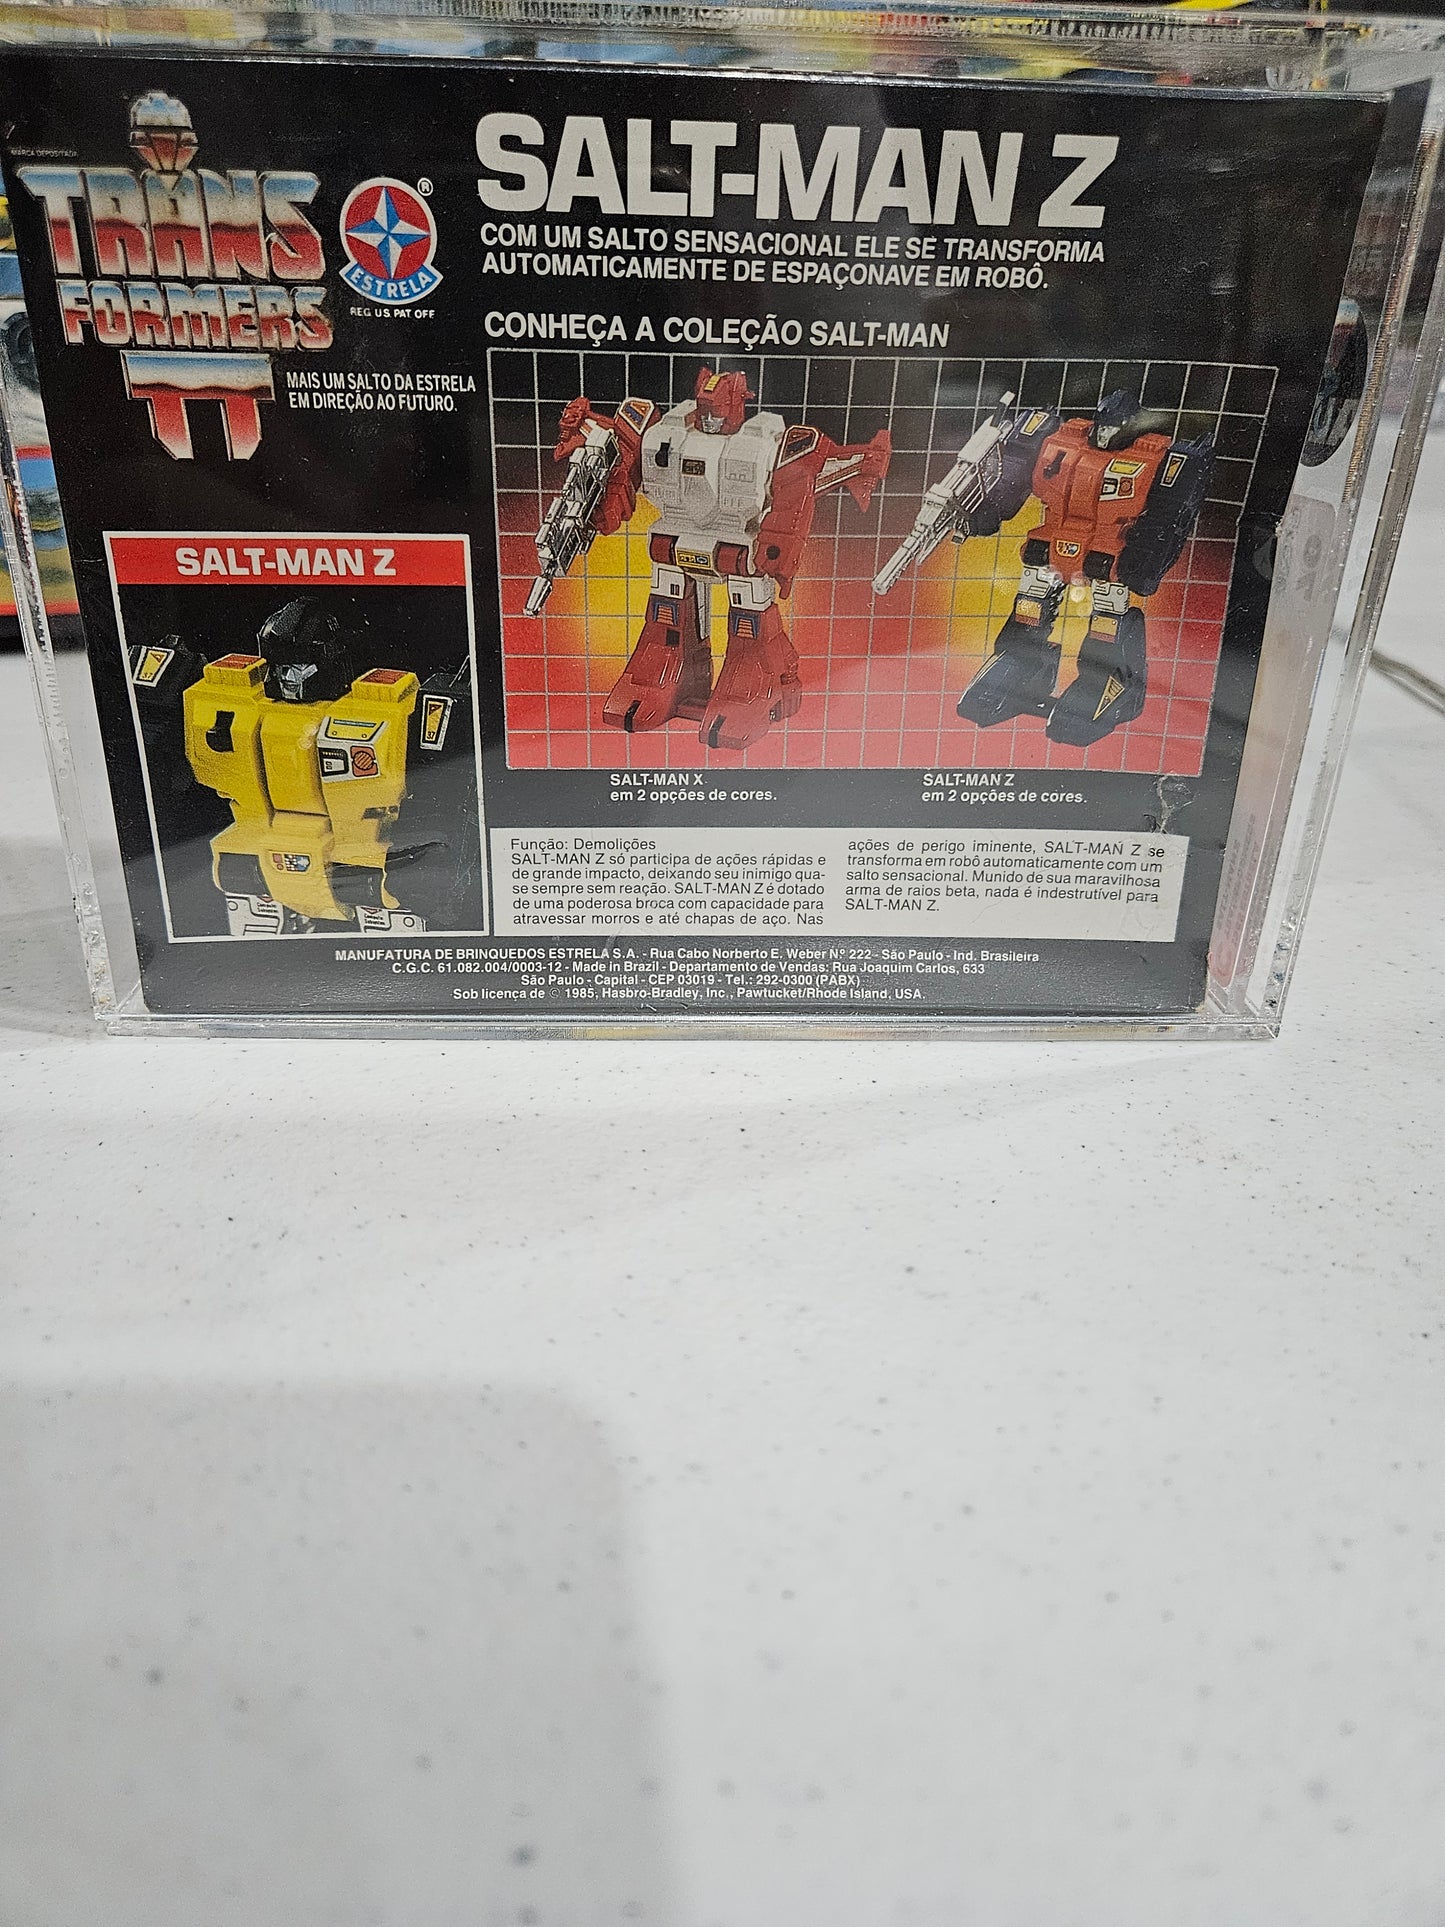 MARCA DEPOSITADA
TRANS
FORMERS
®
ESTRELA
REG US PAT OFF
MAIS UM SALTO DA ESTRELA
EM DIREÇÃO AO FUTURO.
SALT-MAN Z
COM UM SALTO SENSACIONAL ELE SE TRANSFORMA
AUTOMATICAMENTE DE ESPAÇONAVE EM ROBÔ.
CONHEÇA A COLEÇÃO SALT-MAN
SALT-MAN Z
37
37
SALT-MAN X
em 2 opções de cores.
SALT-MAN Z
em 2 opções de cores.
Função: Demolições
SALT-MAN Z só participa de ações rápidas e
de grande impacto, deixando seu inimigo qua-
se sempre sem reação. SALT-MAN Z é dotado
de uma poderosa broca com capacidade para
atravessar morros e até chapas de aço. Nas
ações de perigo iminente, SALT-MAN Z se
transforma em robô automaticamente com um
salto sensacional. Munido de sua maravilhosa
arma de raios beta, nada é indestrutível para
SALT-MAN Z.
MANUFATURA DE BRINQUEDOS ESTRELA S.A. - Rua Cabo Norberto E. Weber Nº 222 - São Paulo - Ind. Brasileira
C.G.C. 61.082.004/0003-12 - Made in Brazil - Departamento de Vendas: Rua Joaquim Carlos, 633
São Paulo - Capital - CEP 03019 - Tel.: 292-0300 (PABX)
Sob licença de © 1985, Hasbro-Bradley, Inc., Pawtucket/Rhode Island, USA.